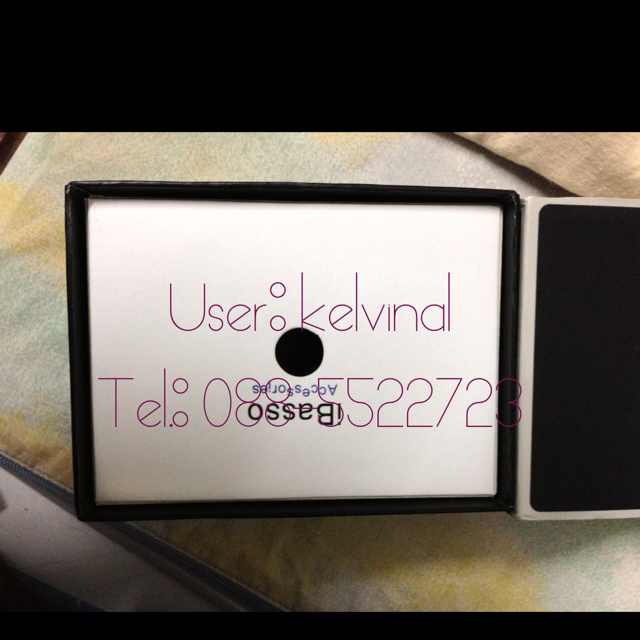 User: kelvinal
Tel.:
iBasso
Accessories